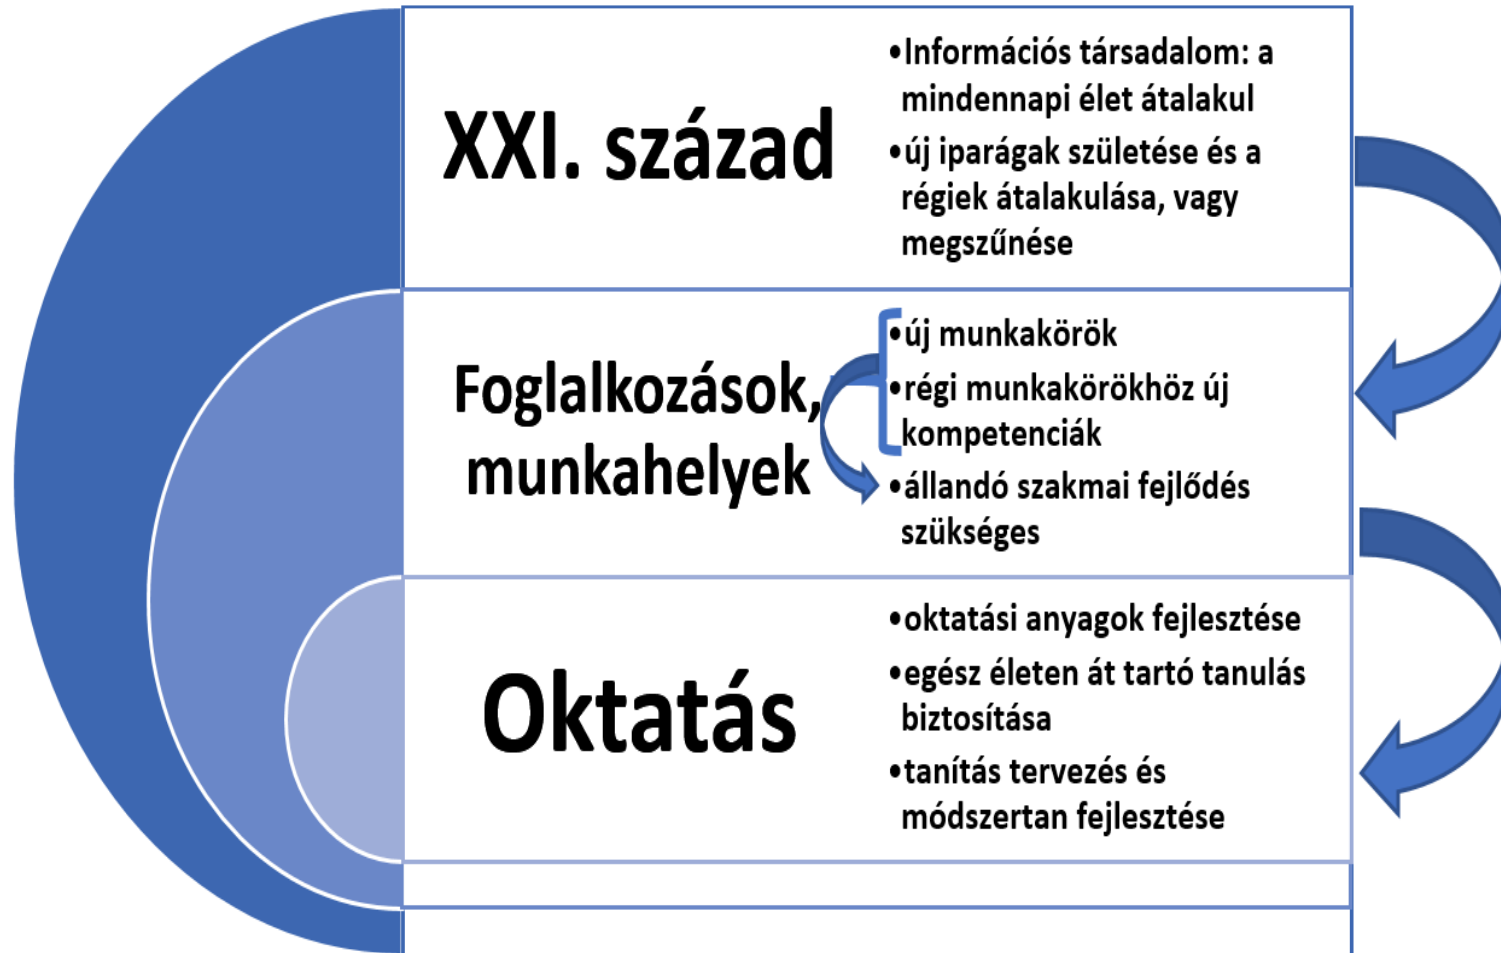 XXI. század
•Információs társadalom: a
mindennapi élet átalakul
•új iparágak születése és a
régiek átalakulása, vagy
megszűnése
Foglalkozások,
munkahelyek
•új munkakörök
•régi munkakörökhöz új
kompetenciák
•állandó szakmai fejlődés
szükséges
Oktatás
•oktatási anyagok fejlesztése
•egész életen át tartó tanulás
biztosítása
•tanítás tervezés és
módszertan fejlesztése